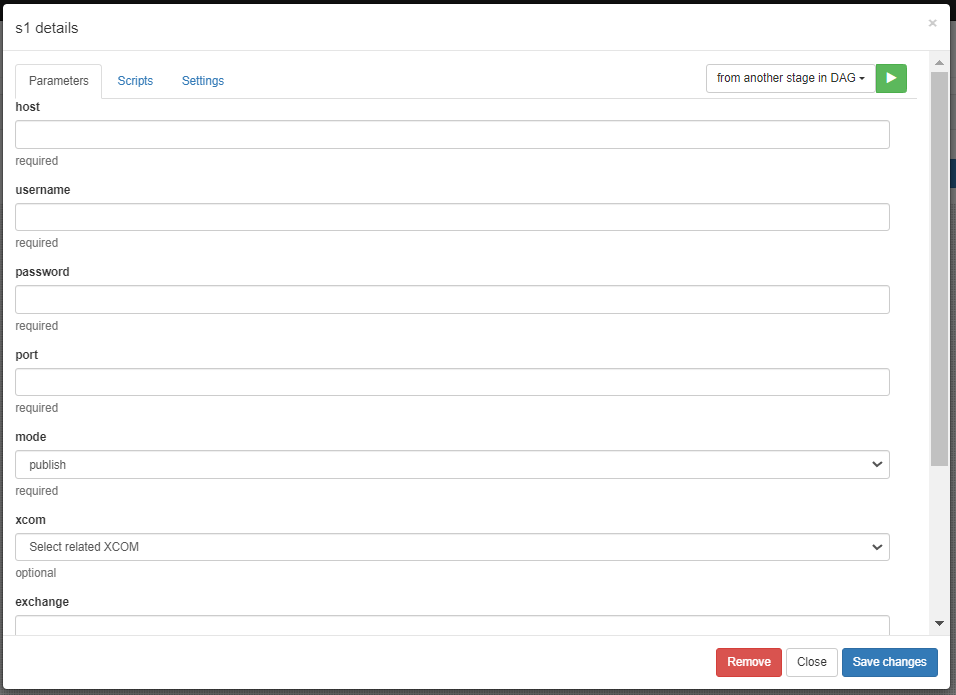 s1 details
×
Parameters Scripts Settings from another stage in DAG
host
required
username
required
password
required
port
required
mode
publish
required
xcom
Select related XCOM
optional
exchange
Remove Close Save changes